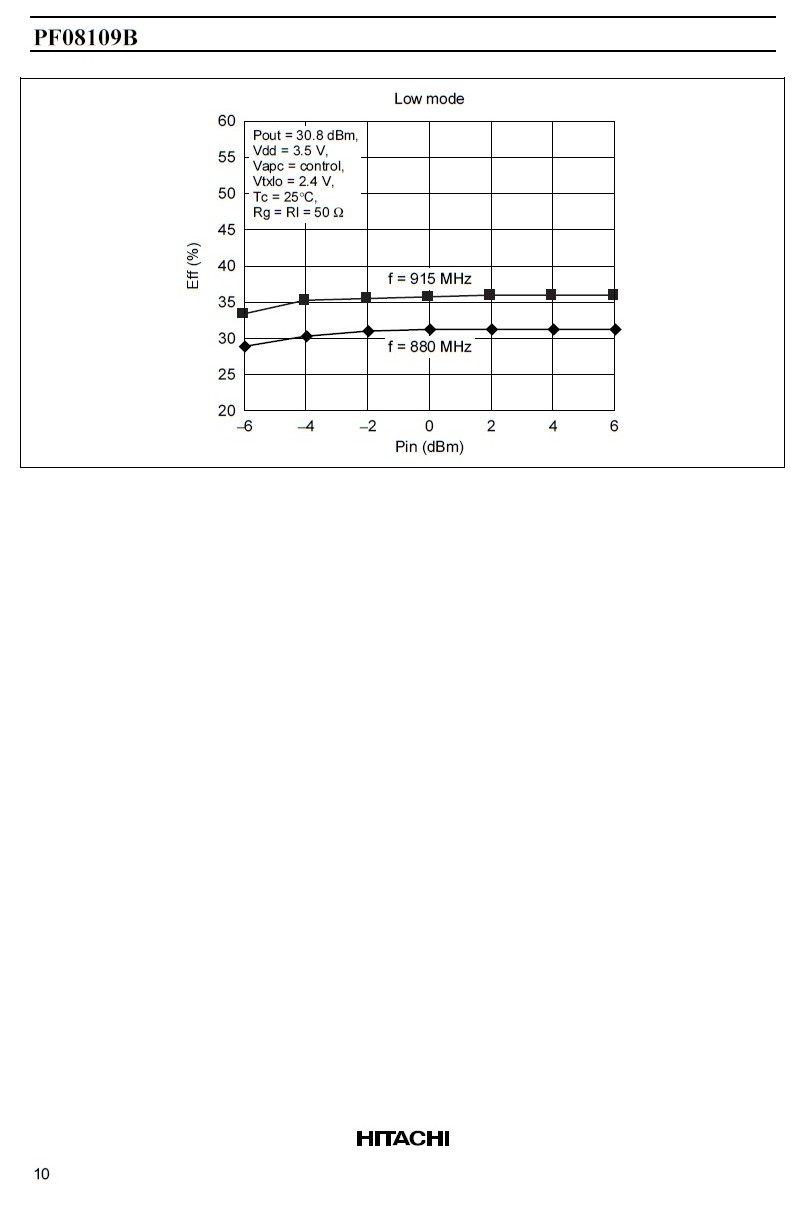 PF08109B
Low mode
60
55
50
45
40
35
30
25
20
Eff (%)
Pout = 30.8 dBm,
Vdd = 3.5 V,
Vapc = control,
Vtxlo = 2.4 V,
Tc = 25°C,
Rg = Rl = 50 Ω
f = 915 MHz
f = 880 MHz
–6 –4 –2 0 2 4 6
Pin (dBm)
HITACHI
10